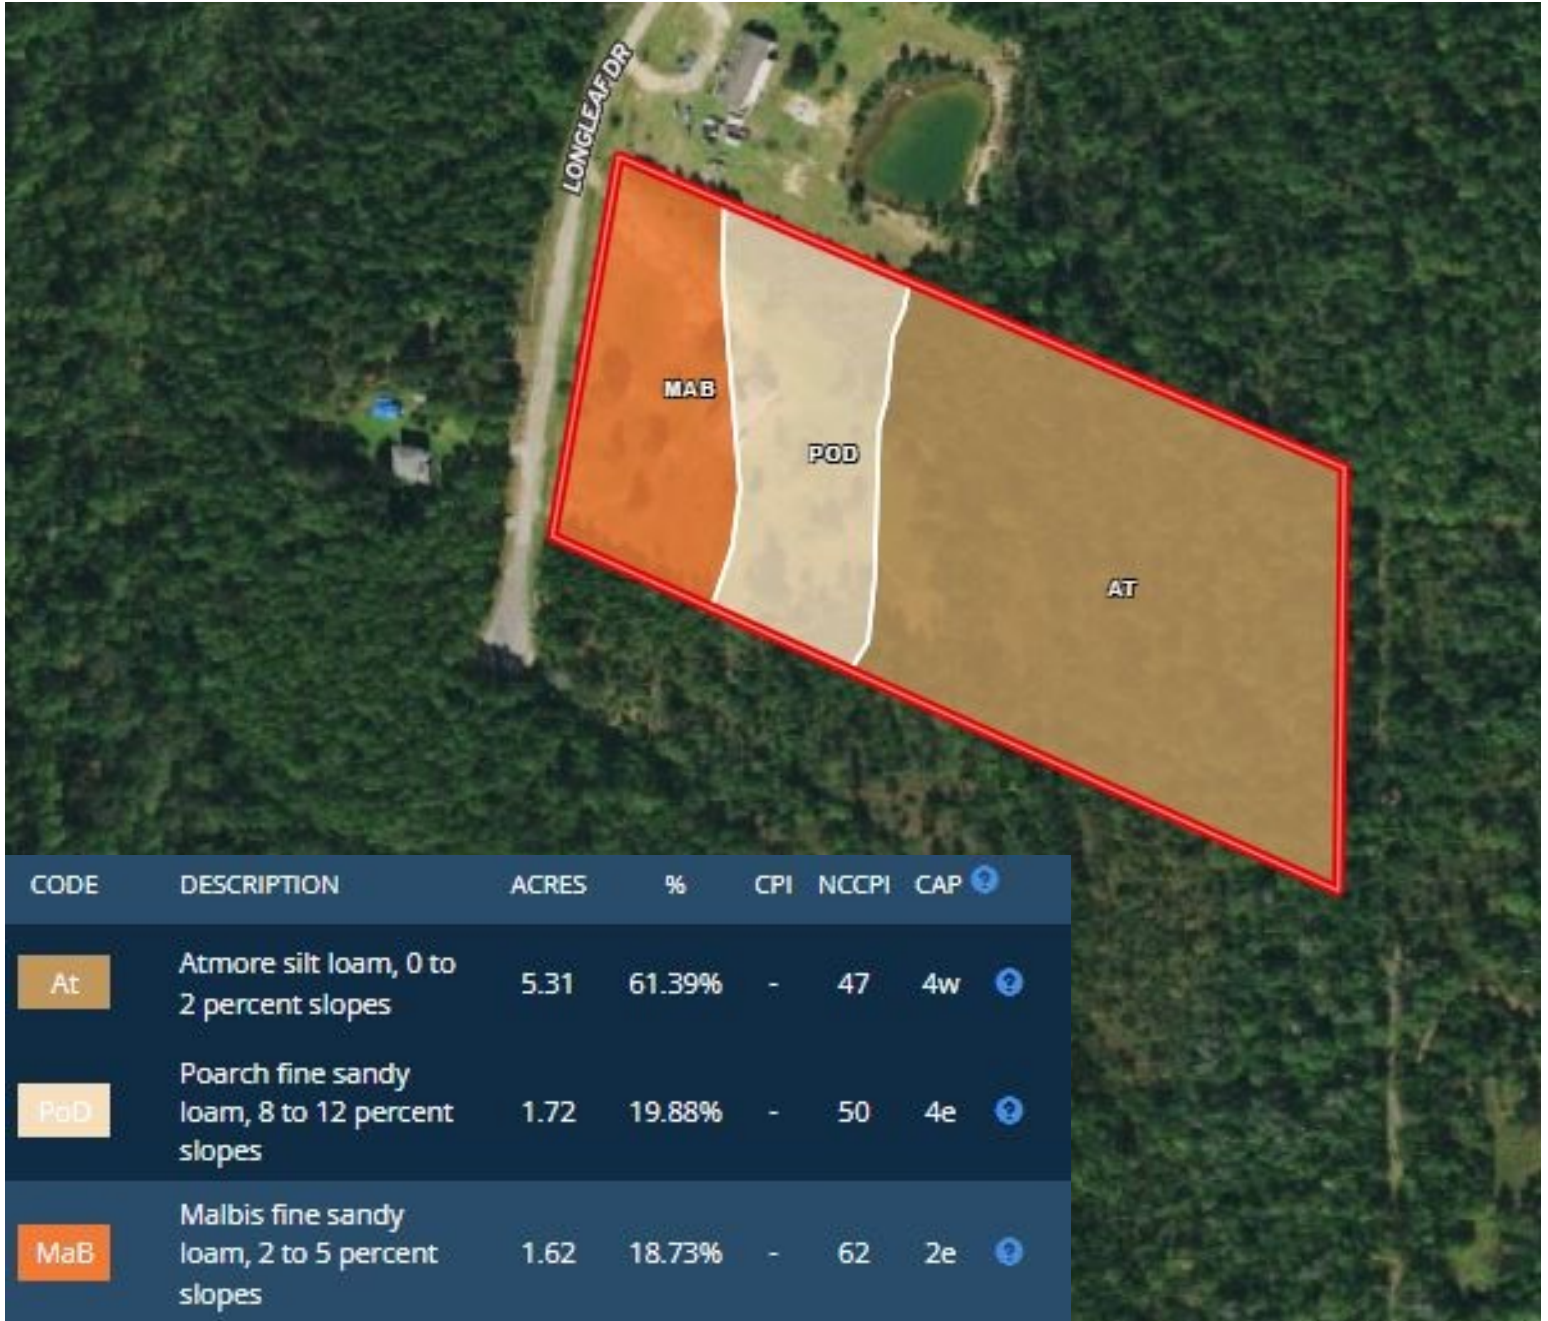 LONGLEAF DR
MAB
POD
AT
CODE DESCRIPTION ACRES % CPI NCCPI CAP ?
At Atmore silt loam, 0 to 2 percent slopes 5.31 61.39% - 47 4w ?
PoD Poarch fine sandy loam, 8 to 12 percent slopes 1.72 19.88% - 50 4e ?
MaB Malbis fine sandy loam, 2 to 5 percent slopes 1.62 18.73% - 62 2e ?